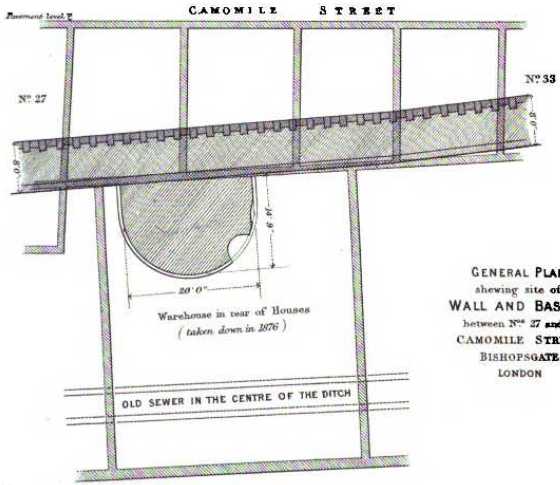 CAMOMILE STREET
Pavement Level
Nº 27
Nº 33
8'.0"
8'.0"
14'. 9"
20' 0"
Warehouse in rear of Houses
( taken down in 1876 )
GENERAL PLA
shewing site of
WALL AND BAS
between Nos 27 and
CAMOMILE STR
BISHOPSGATE
LONDON
OLD SEWER IN THE CENTRE OF THE DITCH